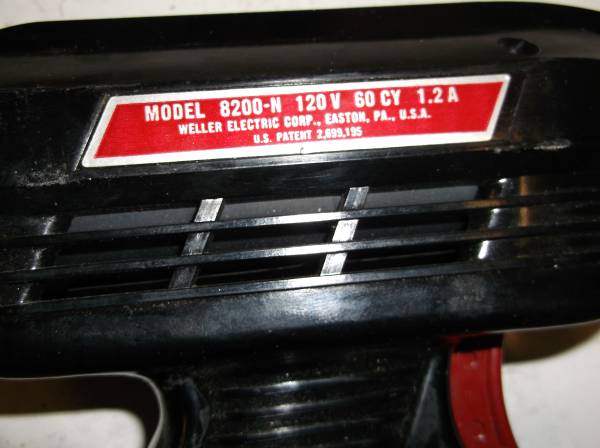 MODEL 8200-N 120 V 60 CY 1.2 A
WELLER ELECTRIC CORP., EASTON, PA., U.S.A.
U.S. PATENT 2,699,195